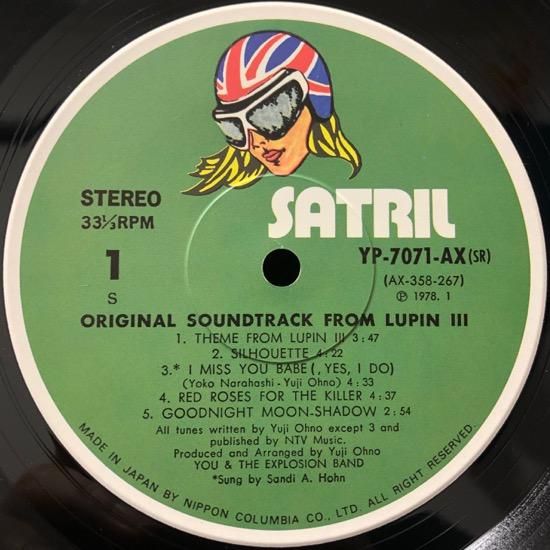 SATRIL
STEREO
33⅓RPM
YP-7071-AX(SR)
1
(AX-358-267)
S
Ⓟ 1978. 1
ORIGINAL SOUNDTRACK FROM LUPIN III
1. THEME FROM LUPIN III 3:47
2. SILHOUETTE 4:22
3.* I MISS YOU BABE (, YES, I DO)
(Yoko Narahashi - Yuji Ohno) 4:33
4. RED ROSES FOR THE KILLER 4:37
5. GOODNIGHT MOON-SHADOW 2:54
All tunes written by Yuji Ohno except 3 and
published by NTV Music.
Produced and Arranged by Yuji Ohno
YOU & THE EXPLOSION BAND
*Sung by Sandi A. Hohn
MADE IN JAPAN BY NIPPON COLUMBIA CO., LTD. ALL RIGHTS RESERVED